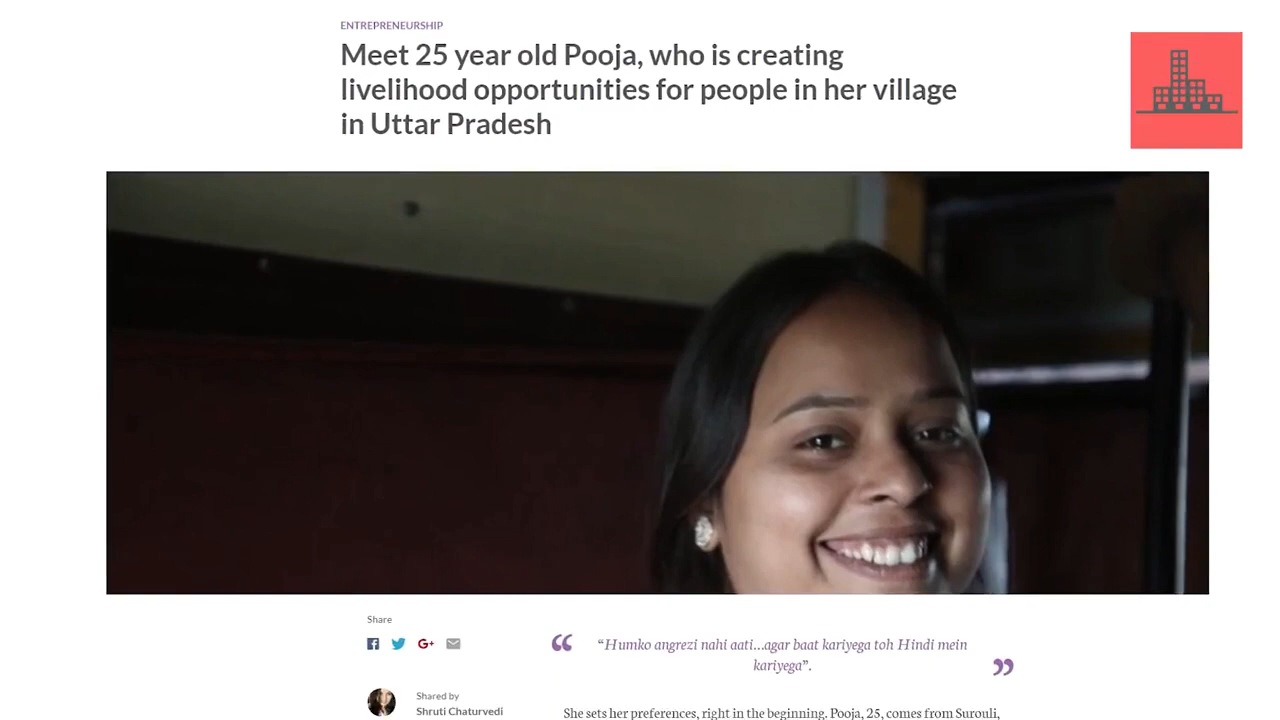 ENTREPRENEURSHIP
Meet 25 year old Pooja, who is creating
livelihood opportunities for people in her village
in Uttar Pradesh
Share
“Humko angrezi nahi aati...agar baat kariyega toh Hindi mein
kariyega”.
Shared by
Shruti Chaturvedi
She sets her preferences, right in the beginning. Pooja, 25, comes from Surouli,